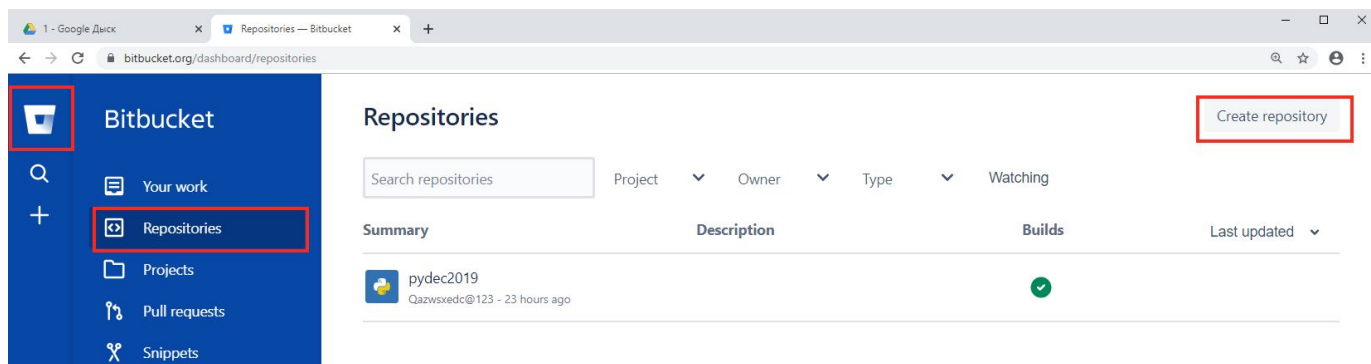 1 - Google Диск
Repositories — Bitbucket
bitbucket.org/dashboard/repositories
Bitbucket
Your work
Repositories
Projects
Pull requests
Snippets
Repositories
Create repository
Search repositories
Project
Owner
Type
Watching
Summary
Description
Builds
Last updated
pydec2019
Qazwsxedc@123 - 23 hours ago